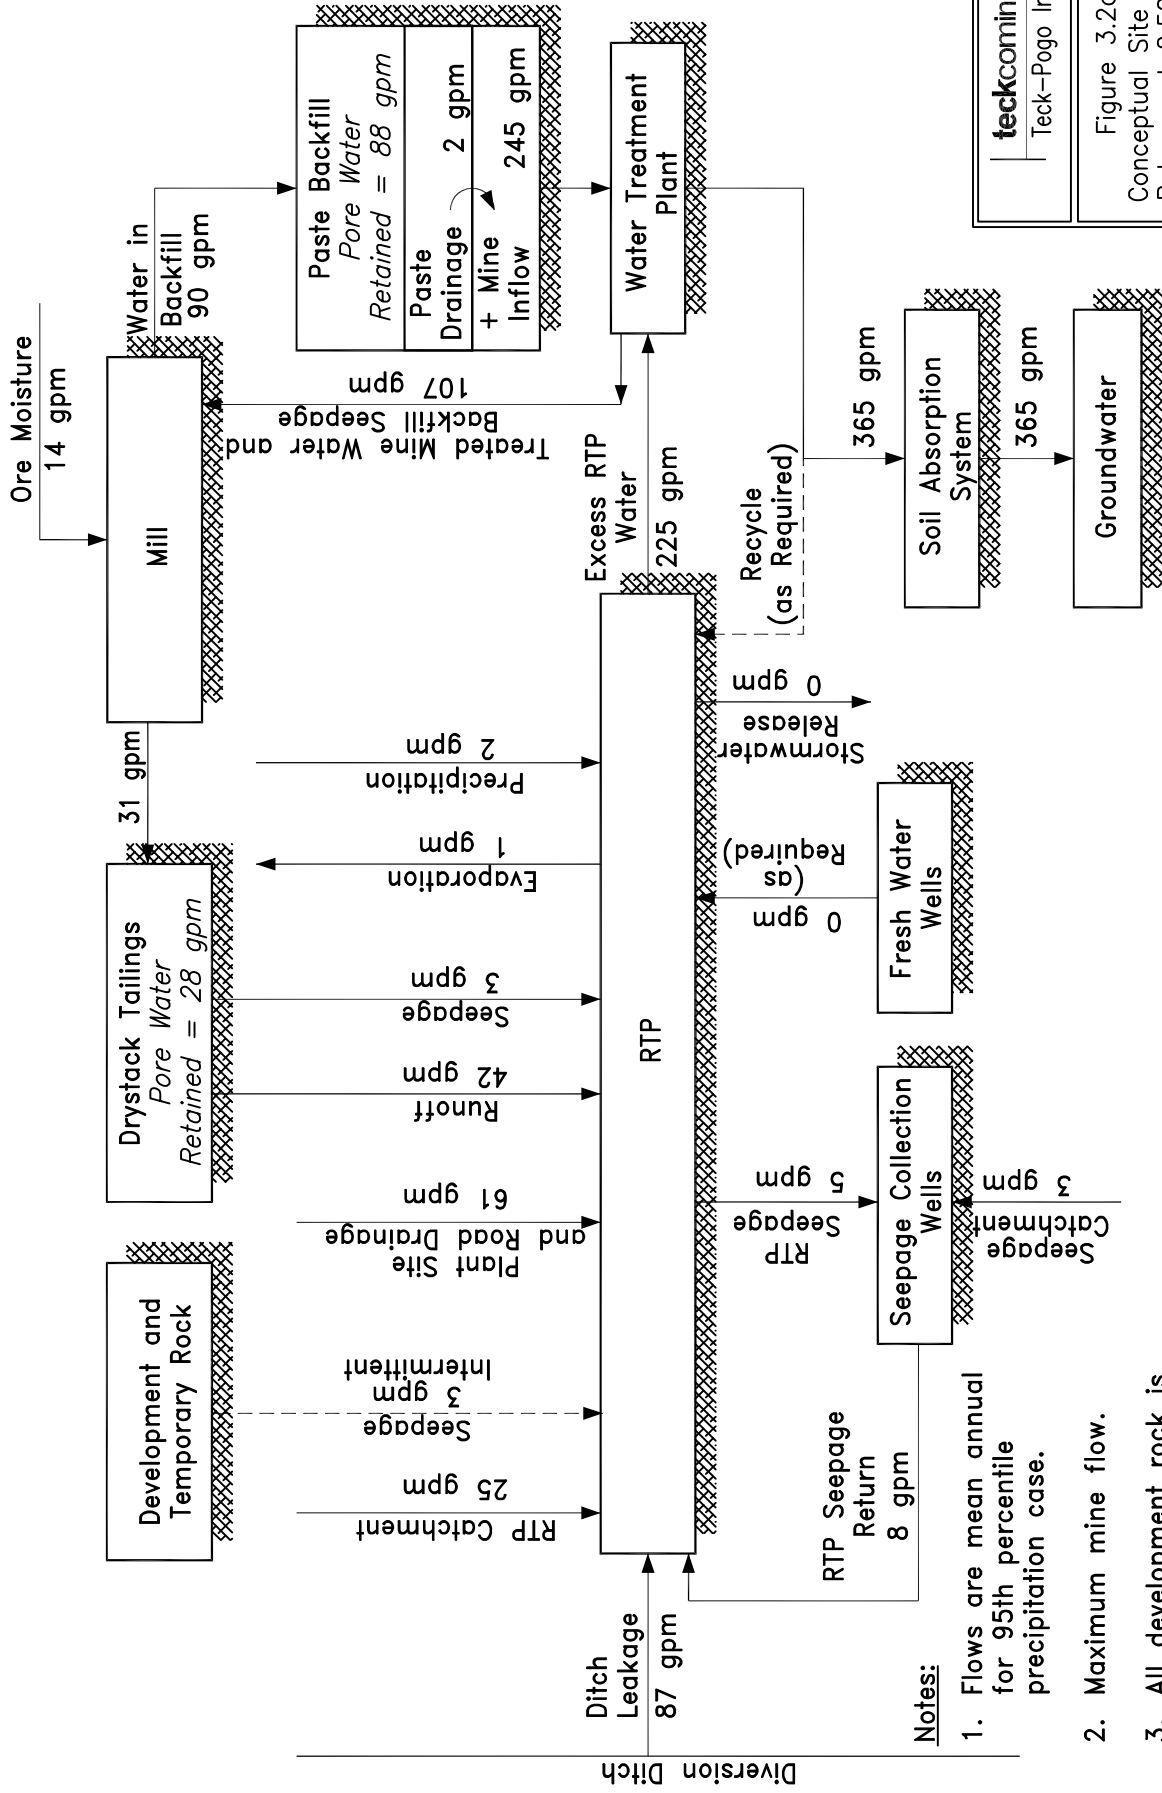 Ore Moisture
14 gpm
Mill
Water in
Backfill
90 gpm
31 gpm
Paste Backfill
Pore Water
Retained = 88 gpm
Paste
Drainage 2 gpm
+ Mine
Inflow 245 gpm
Treated Mine Water and
Backfill Seepage
107 gpm
Water Treatment
Plant
Development and
Temporary Rock
Drystack Tailings
Pore Water
Retained = 28 gpm
RTP Catchment
25 gpm
Seepage
3 gpm
Intermittent
Plant Site
and Road Drainage
61 gpm
Runoff
42 gpm
Seepage
3 gpm
Evaporation
1 gpm
Precipitation
2 gpm
Diversion Ditch
Ditch
Leakage
87 gpm
RTP
Excess RTP
Water
225 gpm
Recycle
(as Required)
Stormwater
Release
0 gpm
0 gpm
(as
Required)
Fresh Water
Wells
RTP
Seepage
5 gpm
Seepage Collection
Wells
Seepage
Catchment
3 gpm
RTP Seepage
Return
8 gpm
365 gpm
Soil Absorption
System
365 gpm
Groundwater
Notes:
1. Flows are mean annual
for 95th percentile
precipitation case.
2. Maximum mine flow.
3. All development rock is
teckcomin
Teck-Pogo In
Figure 3.2
Conceptual Site